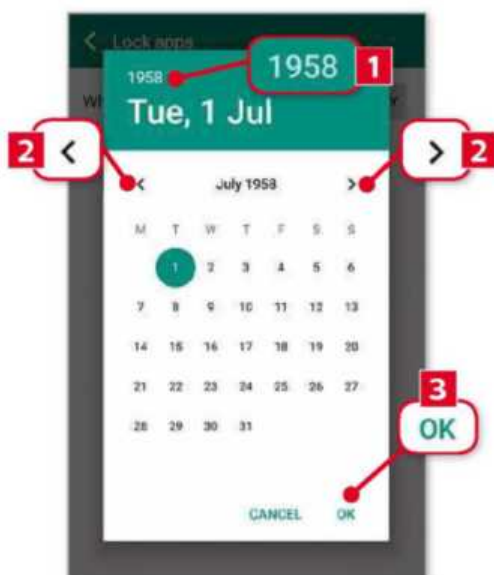 Lock apps
1958
1958
1
Tue, 1 Jul
2
<
>
2
July 1958
M T W T F S S
1 2 3 4 5 6
7 8 9 10 11 12 13
14 15 16 17 18 19 20
21 22 23 24 25 26 27
28 29 30 31
3
OK
CANCEL OK